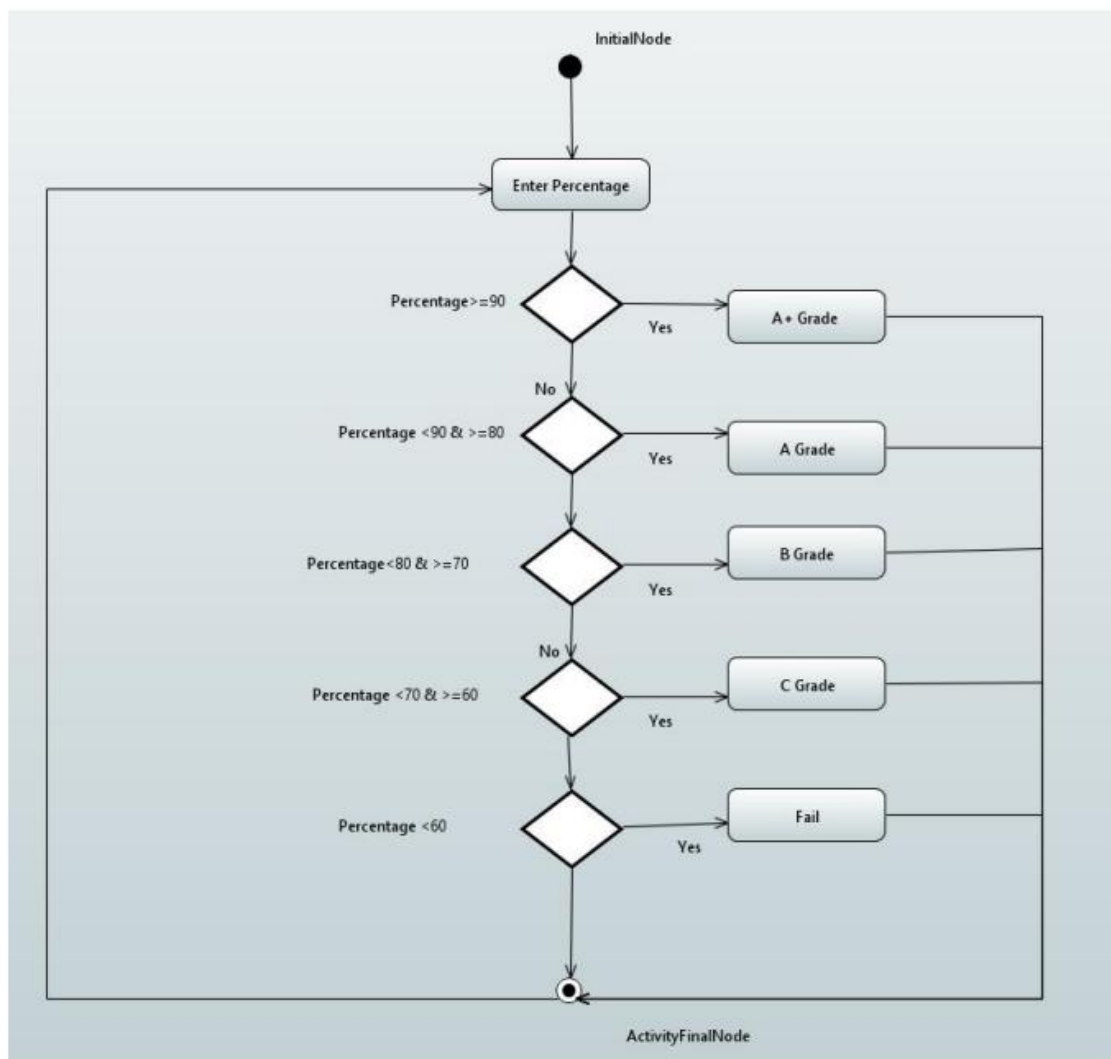 InitialNode
Enter Percentage
Percentage>=90
Yes
A+ Grade
No
Percentage <90 & >=80
Yes
A Grade
Percentage<80 & >=70
Yes
B Grade
No
Percentage <70 & >=60
Yes
C Grade
Percentage <60
Yes
Fail
ActivityFinalNode